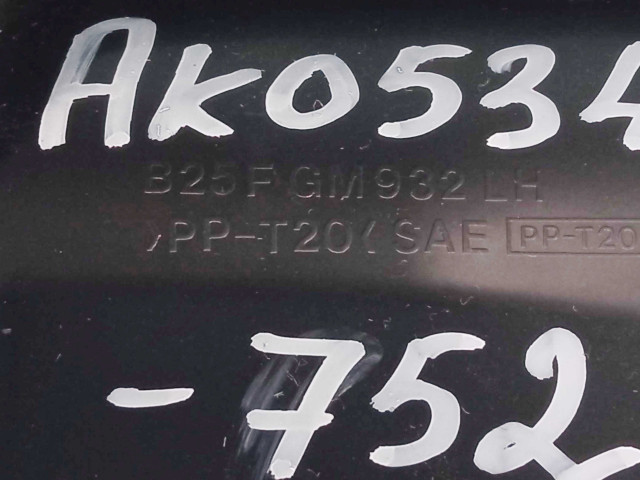 AK0534
B25F GM932 LH
>PP-T20< SAE PP-T20
-752